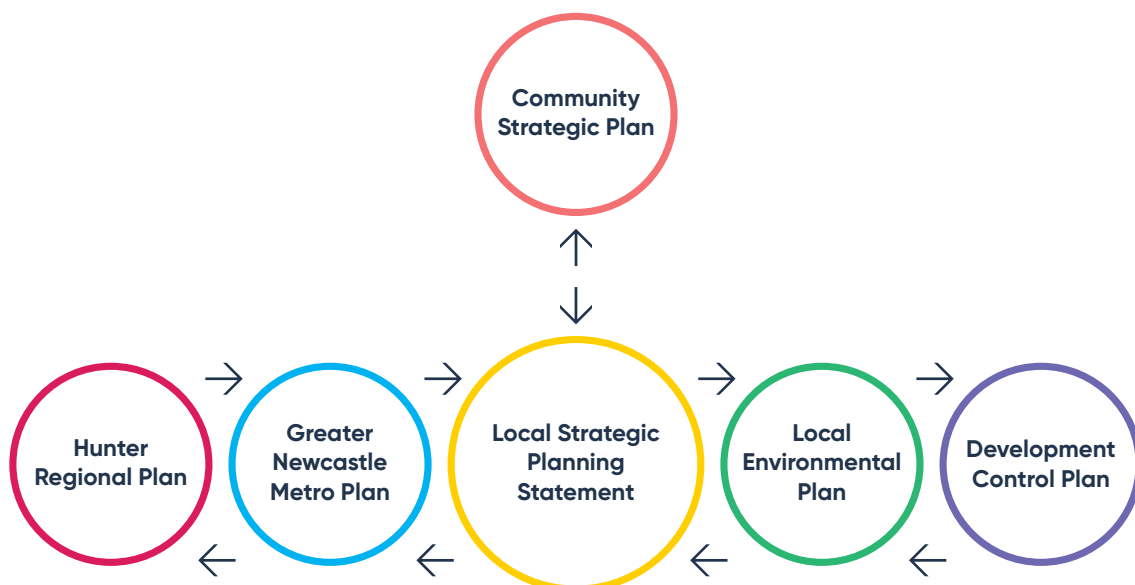 Community
Strategic Plan
Hunter
Regional Plan
Greater
Newcastle
Metro Plan
Local Strategic
Planning
Statement
Local
Environmental
Plan
Development
Control Plan